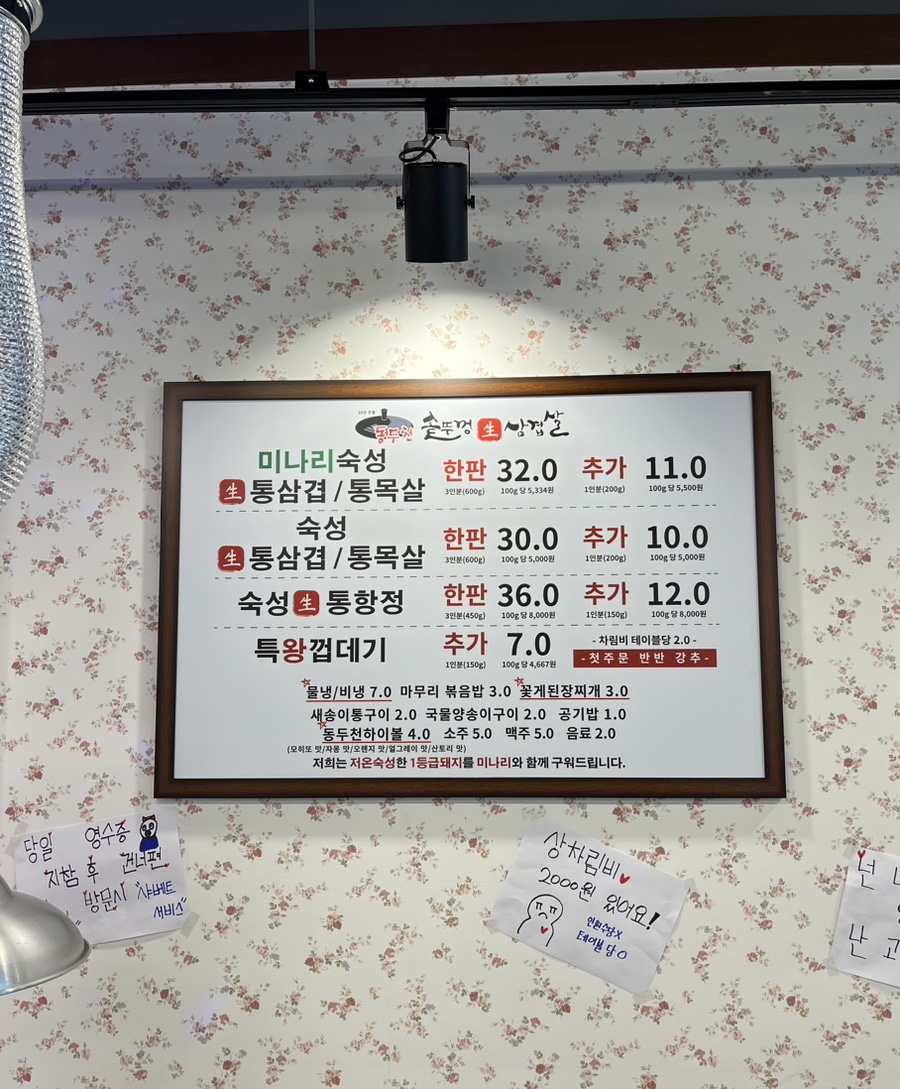 동두천 솥뚜껑 生 삼겹살
미나리숙성
生 통삼겹 / 통목살
한판 32.0 추가 11.0
3인분(600g) 100g 당 5,334원 1인분(200g) 100g 당 5,500원
숙성
生 통삼겹 / 통목살
한판 30.0 추가 10.0
3인분(600g) 100g 당 5,000원 1인분(200g) 100g 당 5,000원
숙성 生 통항정
한판 36.0 추가 12.0
3인분(450g) 100g 당 8,000원 1인분(150g) 100g 당 8,000원
특왕껍데기
추가 7.0
1인분(150g) 100g 당 4,667원
- 차림비 테이블당 2.0 -
- 첫주문 반반 강추 -
물냉/비냉 7.0 마무리 볶음밥 3.0 꽃게된장찌개 3.0
새송이통구이 2.0 국물양송이구이 2.0 공기밥 1.0
동두천하이볼 4.0 소주 5.0 맥주 5.0 음료 2.0
(모히또 맛/자몽 맛/오렌지 맛/얼그레이 맛/산토리 맛)
저희는 저온숙성한 1등급돼지를 미나리와 함께 구워드립니다.
당일 영수증
지참 후 건너편
방문시 "샤베트
서비스"
상차림비
2000원 있어요!
인원수당X
테이블 당 O
넌
난 고